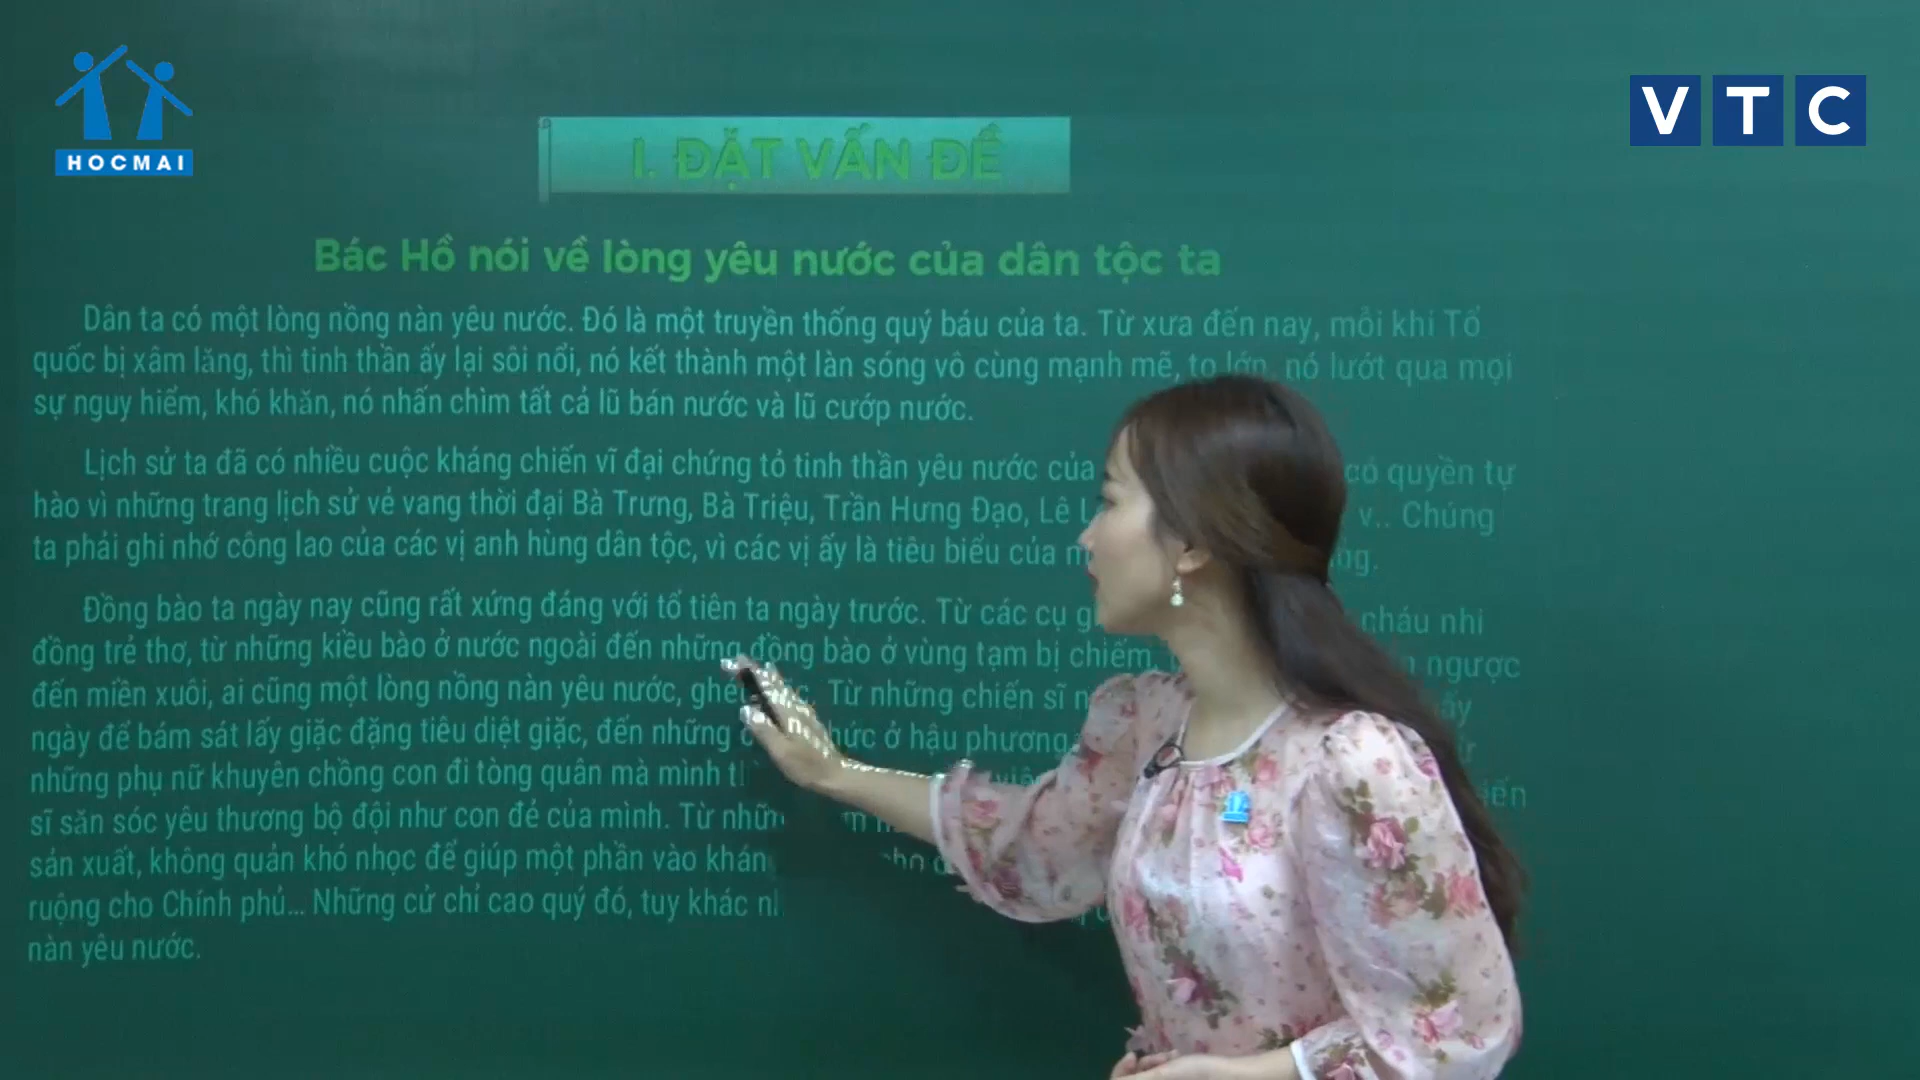 HOCMAI
VTC
I. ĐẶT VẤN ĐỀ
Bác Hồ nói về lòng yêu nước của dân tộc ta
Dân ta có một lòng nồng nàn yêu nước. Đó là một truyền thống quý báu của ta. Từ xưa đến nay, mỗi khi Tổ
quốc bị xâm lăng, thì tinh thần ấy lại sôi nổi, nó kết thành một làn sóng vô cùng mạnh mẽ, to lớn, nó lướt qua mọi
sự nguy hiểm, khó khăn, nó nhấn chìm tất cả lũ bán nước và lũ cướp nước.
Lịch sử ta đã có nhiều cuộc kháng chiến vĩ đại chứng tỏ tinh thần yêu nước của có quyền tự
hào vì những trang lịch sử vẻ vang thời đại Bà Trưng, Bà Triệu, Trần Hưng Đạo, Lê v.. Chúng
ta phải ghi nhớ công lao của các vị anh hùng dân tộc, vì các vị ấy là tiêu biểu của
Đồng bào ta ngày nay cũng rất xứng đáng với tổ tiên ta ngày trước. Từ các cụ cháu nhi
đồng trẻ thơ, từ những kiều bào ở nước ngoài đến những đồng bào ở vùng tạm bị chiếm, ngược
đến miền xuôi, ai cũng một lòng nồng nàn yêu nước, Từ những chiến sĩ
ngày để bám sát lấy giặc đặng tiêu diệt giặc, đến những ở hậu phương
những phụ nữ khuyên chồng con đi tòng quân mà mình
sĩ săn sóc yêu thương bộ đội như con đẻ của mình. Từ
sản xuất, không quản khó nhọc để giúp một phần vào
ruộng cho Chính phủ... Những cử chỉ cao quý đó, tuy khác
nàn yêu nước.